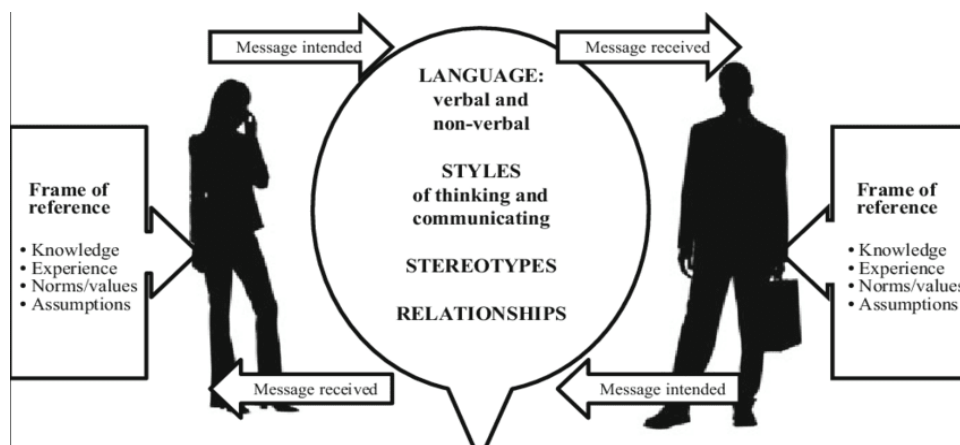 Message intended
Message received
LANGUAGE:
verbal and
non-verbal
STYLES
of thinking and
communicating
STEREOTYPES
RELATIONSHIPS
Frame of
reference
• Knowledge
• Experience
• Norms/values
• Assumptions
Frame of
reference
• Knowledge
• Experience
• Norms/values
• Assumptions
Message received
Message intended